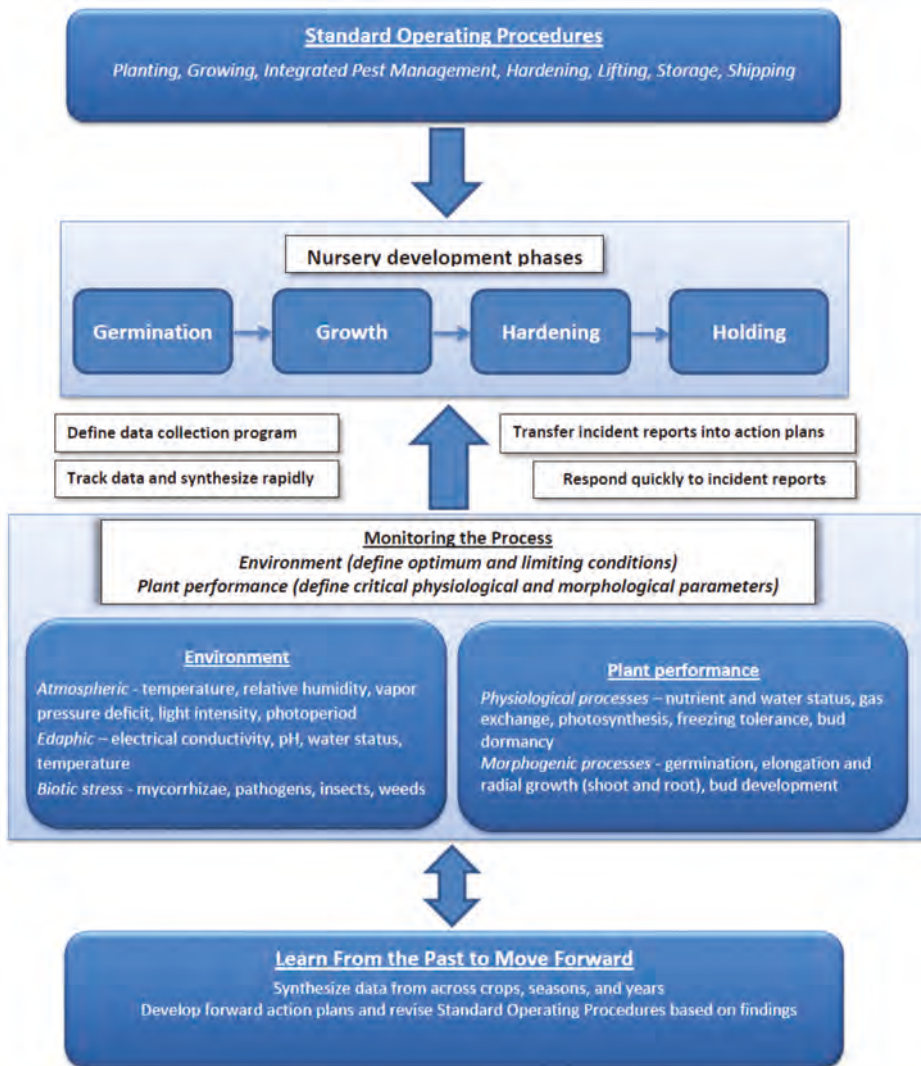 Standard Operating Procedures
Planting, Growing, Integrated Pest Management, Hardening, Lifting, Storage, Shipping
Nursery development phases
Germination
Growth
Hardening
Holding
Define data collection program
Track data and synthesize rapidly
Transfer incident reports into action plans
Respond quickly to incident reports
Monitoring the Process
Environment (define optimum and limiting conditions)
Plant performance (define critical physiological and morphological parameters)
Environment
Atmospheric - temperature, relative humidity, vapor
pressure deficit, light intensity, photoperiod
Edaphic – electrical conductivity, pH, water status,
temperature
Biotic stress - mycorrhizae, pathogens, insects, weeds
Plant performance
Physiological processes – nutrient and water status, gas
exchange, photosynthesis, freezing tolerance, bud
dormancy
Morphogenic processes - germination, elongation and
radial growth (shoot and root), bud development
Learn From the Past to Move Forward
Synthesize data from across crops, seasons, and years
Develop forward action plans and revise Standard Operating Procedures based on findings